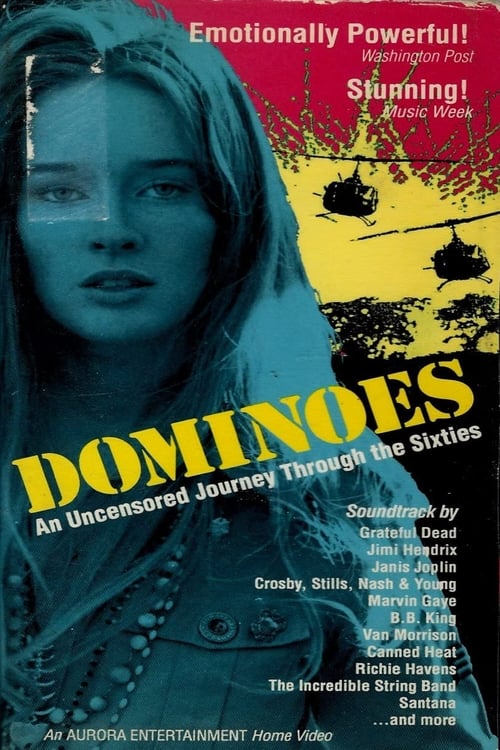 Emotionally Powerful!
Washington Post
Stunning!
Music Week
DOMINOES
An Uncensored Journey Through the Sixties
Soundtrack by
Grateful Dead
Jimi Hendrix
Janis Joplin
Crosby, Stills, Nash & Young
Marvin Gaye
B.B. King
Van Morrison
Canned Heat
Richie Havens
The Incredible String Band
Santana
...and more
An AURORA ENTERTAINMENT Home Video